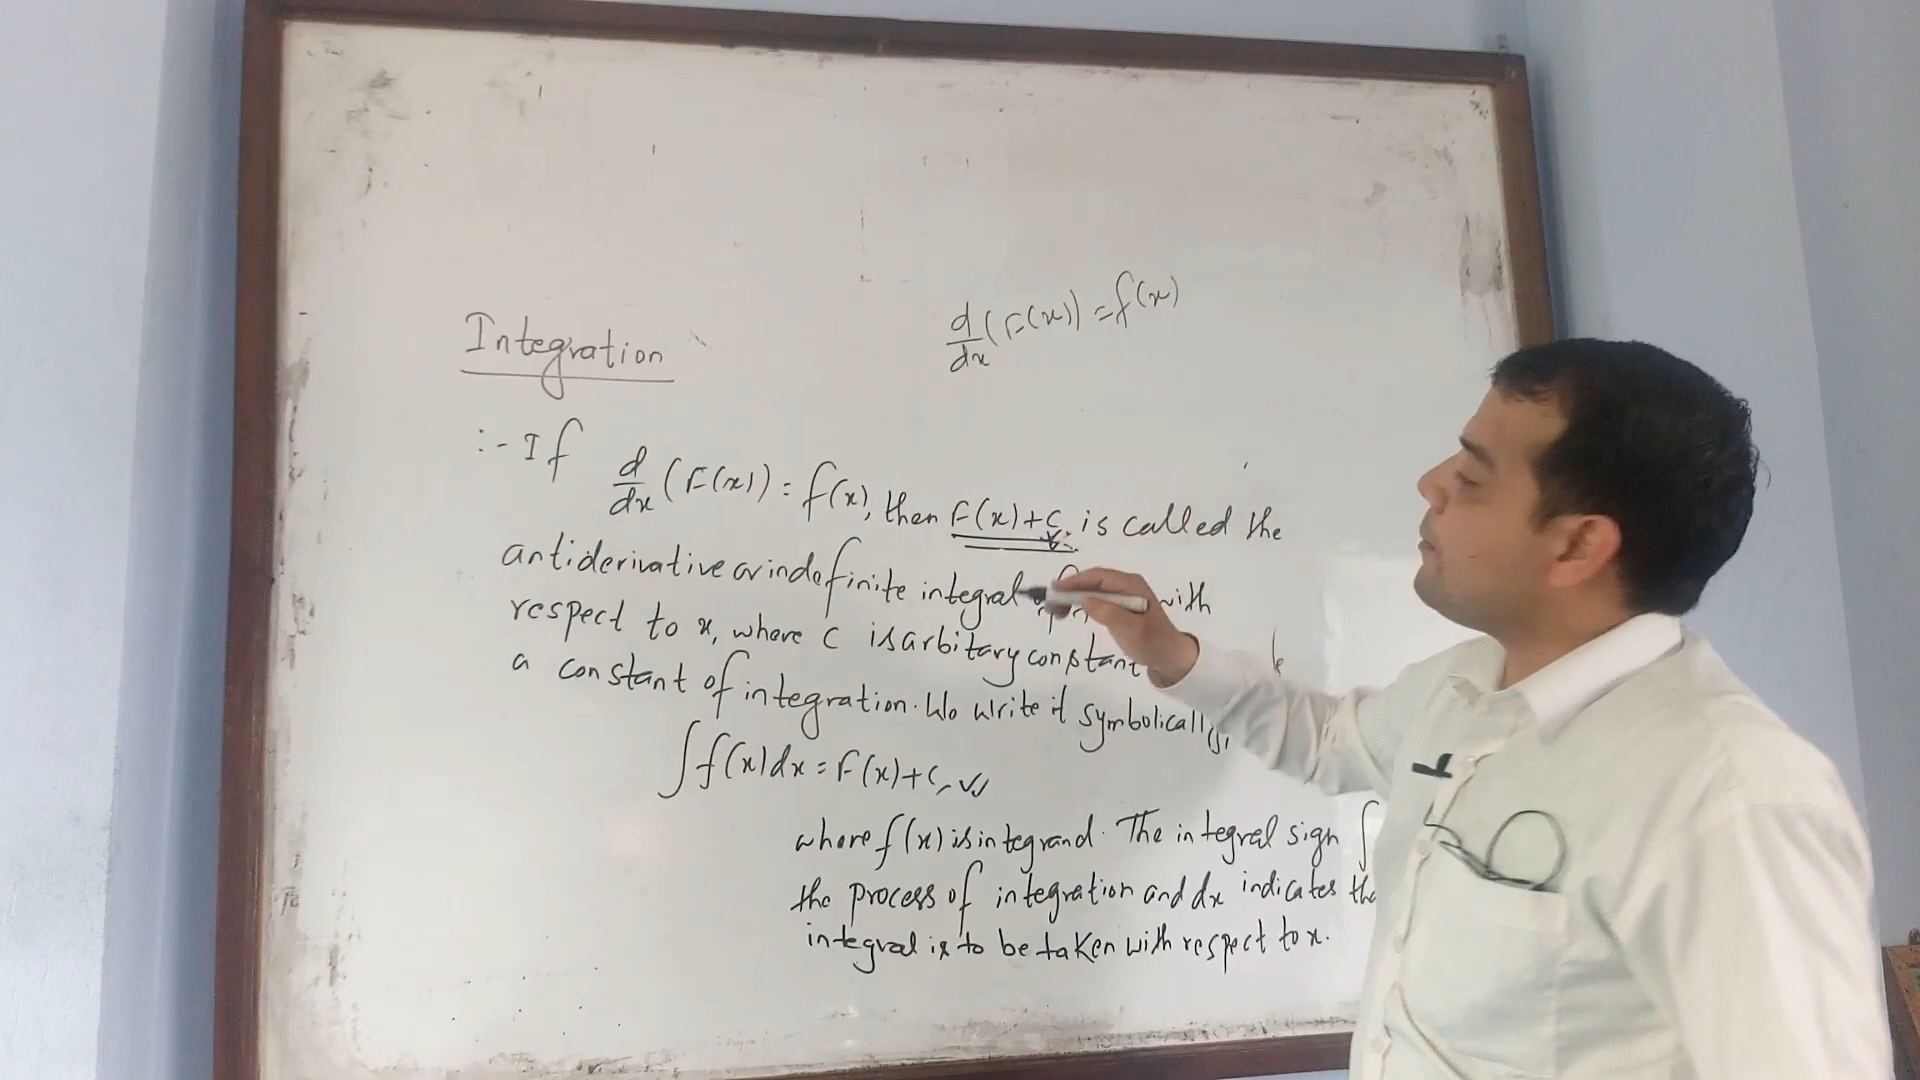 Integration
d/dx (F(x)) = f(x)
:- If d/dx (F(x)) = f(x), then F(x)+C, is called the
antiderivative or indefinite integral with
respect to x, where C is arbitary constant
a constant of integration. We write it symbolically,
∫f(x)dx = F(x)+C,
where f(x) is integrand. The integral sign ∫
the process of integration and dx indicates the
integral is to be taken with respect to x.